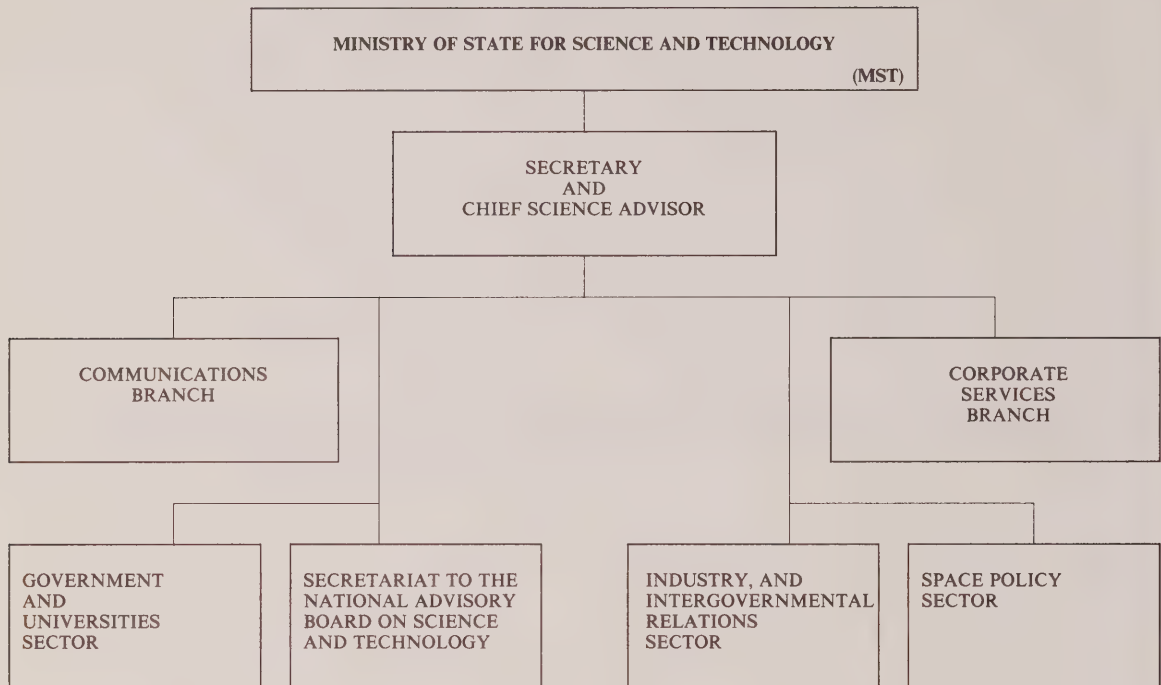 MINISTRY OF STATE FOR SCIENCE AND TECHNOLOGY
(MST)
SECRETARY
AND
CHIEF SCIENCE ADVISOR
COMMUNICATIONS
BRANCH
CORPORATE
SERVICES
BRANCH
GOVERNMENT
AND
UNIVERSITIES
SECTOR
SECRETARIAT TO THE
NATIONAL ADVISORY
BOARD ON SCIENCE
AND TECHNOLOGY
INDUSTRY, AND
INTERGOVERNMENTAL
RELATIONS
SECTOR
SPACE POLICY
SECTOR